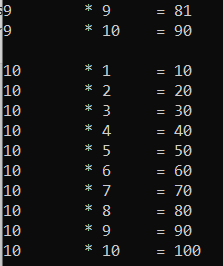 9 * 9 = 81
9 * 10 = 90
10 * 1 = 10
10 * 2 = 20
10 * 3 = 30
10 * 4 = 40
10 * 5 = 50
10 * 6 = 60
10 * 7 = 70
10 * 8 = 80
10 * 9 = 90
10 * 10 = 100